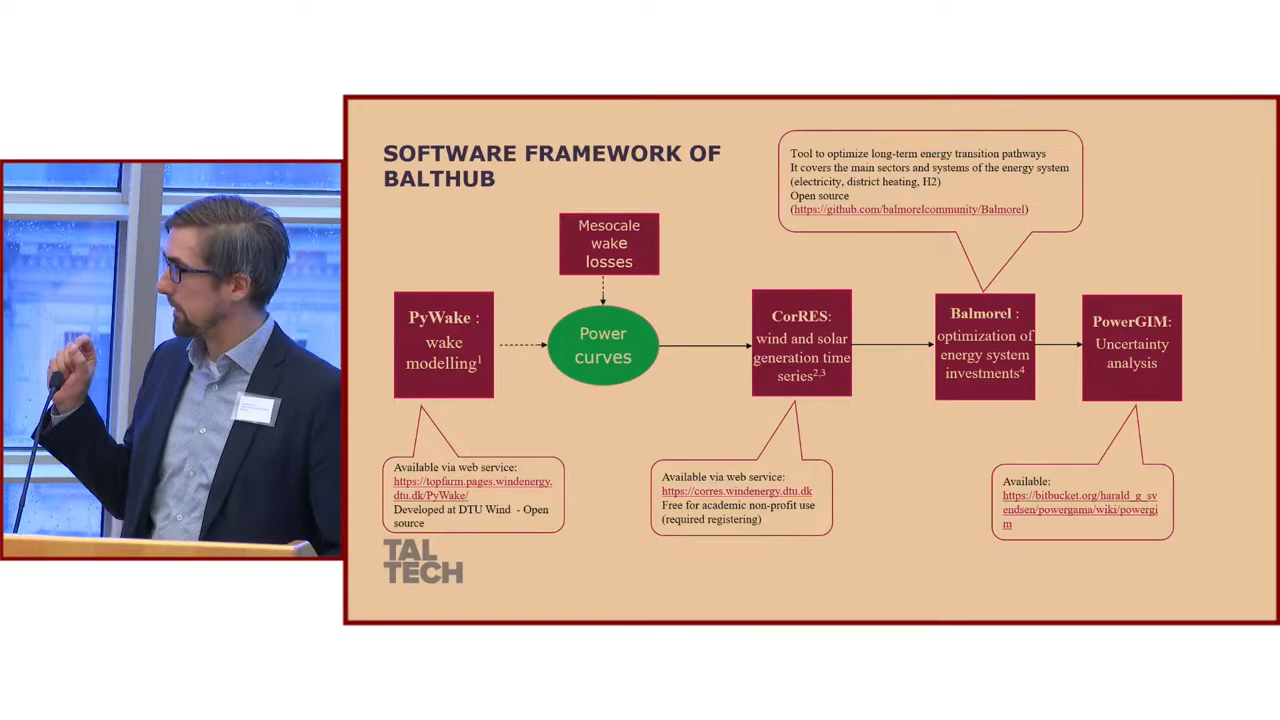 SOFTWARE FRAMEWORK OF
BALTHUB
Tool to optimize long-term energy transition pathways
It covers the main sectors and systems of the energy system
(electricity, district heating, H2)
Open source
(https://github.com/balmorelcommunity/Balmorel)
Mesocale
wake
losses
PyWake :
wake
modelling¹
Power
curves
CorRES:
wind and solar
generation time
series²,³
Balmorel :
optimization of
energy system
investments⁴
PowerGIM:
Uncertainty
analysis
Available via web service:
https://topfarm.pages.windenergy.
dtu.dk/PyWake/
Developed at DTU Wind - Open
source
Available via web service:
https://corres.windenergy.dtu.dk
Free for academic non-profit use
(required registering)
Available:
https://bitbucket.org/harald_g_sv
endsen/powergama/wiki/powergi
m
TAL
TECH